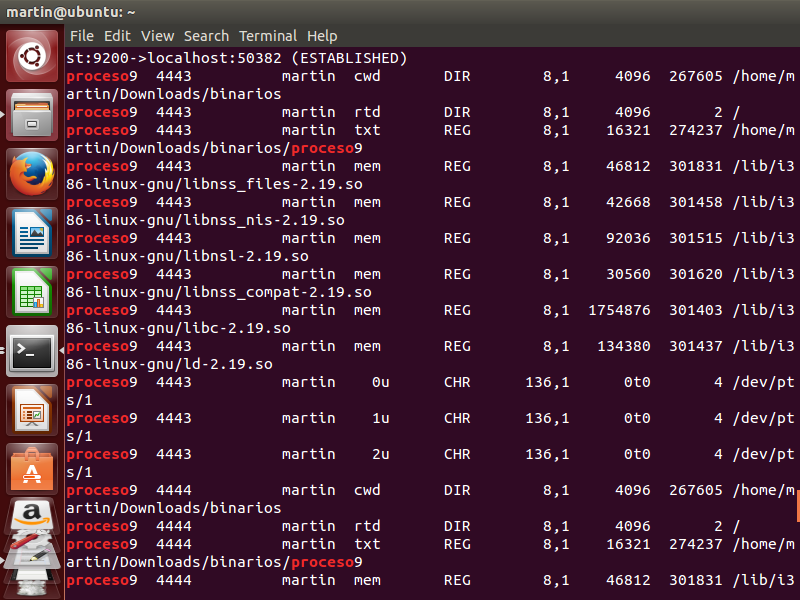 martin@ubuntu: ~
File Edit View Search Terminal Help
st:9200->localhost:50382 (ESTABLISHED)
proceso9  4443          martin  cwd       DIR        8,1     4096  267605 /home/m
artin/Downloads/binarios
proceso9  4443          martin  rtd       DIR        8,1     4096       2 /
proceso9  4443          martin  txt       REG        8,1    16321  274237 /home/m
artin/Downloads/binarios/proceso9
proceso9  4443          martin  mem       REG        8,1    46812  301831 /lib/i3
86-linux-gnu/libnss_files-2.19.so
proceso9  4443          martin  mem       REG        8,1    42668  301458 /lib/i3
86-linux-gnu/libnss_nis-2.19.so
proceso9  4443          martin  mem       REG        8,1    92036  301515 /lib/i3
86-linux-gnu/libnsl-2.19.so
proceso9  4443          martin  mem       REG        8,1    30560  301620 /lib/i3
86-linux-gnu/libnss_compat-2.19.so
proceso9  4443          martin  mem       REG        8,1  1754876  301403 /lib/i3
86-linux-gnu/libc-2.19.so
proceso9  4443          martin  mem       REG        8,1   134380  301437 /lib/i3
86-linux-gnu/ld-2.19.so
proceso9  4443          martin    0u      CHR      136,1      0t0       4 /dev/pt
s/1
proceso9  4443          martin    1u      CHR      136,1      0t0       4 /dev/pt
s/1
proceso9  4443          martin    2u      CHR      136,1      0t0       4 /dev/pt
s/1
proceso9  4444          martin  cwd       DIR        8,1     4096  267605 /home/m
artin/Downloads/binarios
proceso9  4444          martin  rtd       DIR        8,1     4096       2 /
proceso9  4444          martin  txt       REG        8,1    16321  274237 /home/m
artin/Downloads/binarios/proceso9
proceso9  4444          martin  mem       REG        8,1    46812  301831 /lib/i3